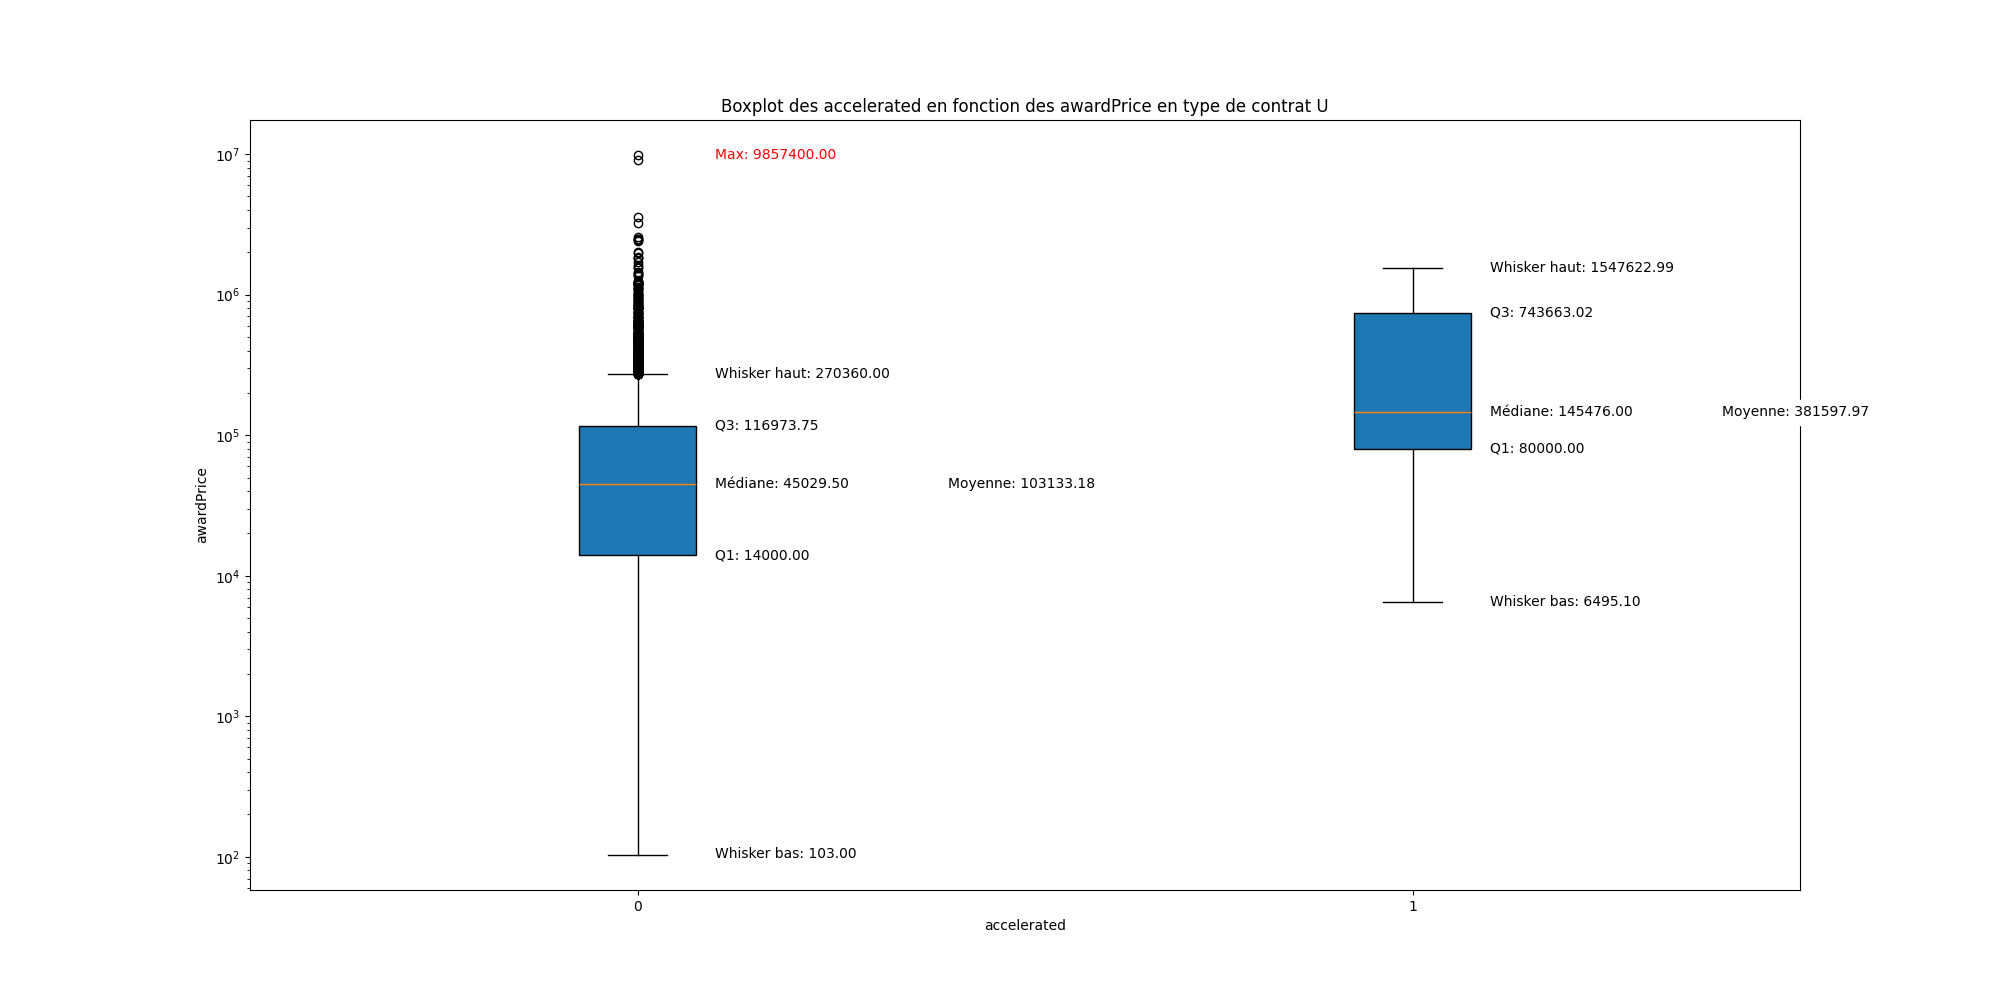 Boxplot des accelerated en fonction des awardPrice en type de contrat U
10^7
10^6
10^5
10^4
10^3
10^2
awardPrice
Max: 9857400.00
Whisker haut: 270360.00
Q3: 116973.75
Médiane: 45029.50
Moyenne: 103133.18
Q1: 14000.00
Whisker bas: 103.00
Whisker haut: 1547622.99
Q3: 743663.02
Médiane: 145476.00
Moyenne: 381597.97
Q1: 80000.00
Whisker bas: 6495.10
0
1
accelerated